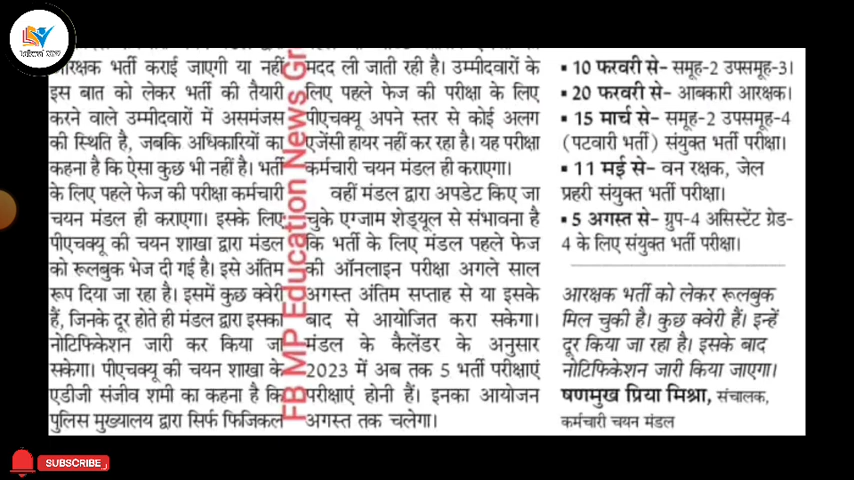 आरक्षक भर्ती कराई जाएगी या नहीं
इस बात को लेकर भर्ती की तैयारी
करने वाले उम्मीदवारों में असमंजस
की स्थिति है, जबकि अधिकारियों का
कहना है कि ऐसा कुछ भी नहीं है। भर्ती
के लिए पहले फेज की परीक्षा कर्मचारी
चयन मंडल ही कराएगा। इसके लिए
पीएचक्यू की चयन शाखा द्वारा मंडल
को रूलबुक भेज दी गई है। इसे अंतिम
रूप दिया जा रहा है। इसमें कुछ क्वेरी
हैं, जिनके दूर होते ही मंडल द्वारा इसका
नोटिफिकेशन जारी कर किया जा
सकेगा। पीएचक्यू की चयन शाखा के
एडीजी संजीव शमी का कहना है कि
पुलिस मुख्यालय द्वारा सिर्फ फिजिकल
FB MP Education News Gr
मदद ली जाती रही है। उम्मीदवारों के
लिए पहले फेज की परीक्षा के लिए
पीएचक्यू अपने स्तर से कोई अलग
एजेंसी हायर नहीं कर रहा है। यह परीक्षा
कर्मचारी चयन मंडल ही कराएगा।
वहीं मंडल द्वारा अपडेट किए जा
चुके एग्जाम शेड्यूल से संभावना है
कि भर्ती के लिए मंडल पहले फेज
की ऑनलाइन परीक्षा अगले साल
अगस्त अंतिम सप्ताह से या इसके
बाद से आयोजित करा सकेगा।
मंडल के कैलेंडर के अनुसार
2023 में अब तक 5 भर्ती परीक्षाएं
परीक्षाएं होनी हैं। इनका आयोजन
अगस्त तक चलेगा।
▪ 10 फरवरी से– समूह-2 उपसमूह-3।
▪ 20 फरवरी से– आबकारी आरक्षक।
▪ 15 मार्च से– समूह-2 उपसमूह-4
(पटवारी भर्ती) संयुक्त भर्ती परीक्षा।
▪ 11 मई से– वन रक्षक, जेल
प्रहरी संयुक्त भर्ती परीक्षा।
▪ 5 अगस्त से– ग्रुप-4 असिस्टेंट ग्रेड-
4 के लिए संयुक्त भर्ती परीक्षा।
आरक्षक भर्ती को लेकर रूलबुक
मिल चुकी है। कुछ क्वेरी हैं। इन्हें
दूर किया जा रहा है। इसके बाद
नोटिफिकेशन जारी किया जाएगा।
षणमुख प्रिया मिश्रा, संचालक,
कर्मचारी चयन मंडल
SUBSCRIBE